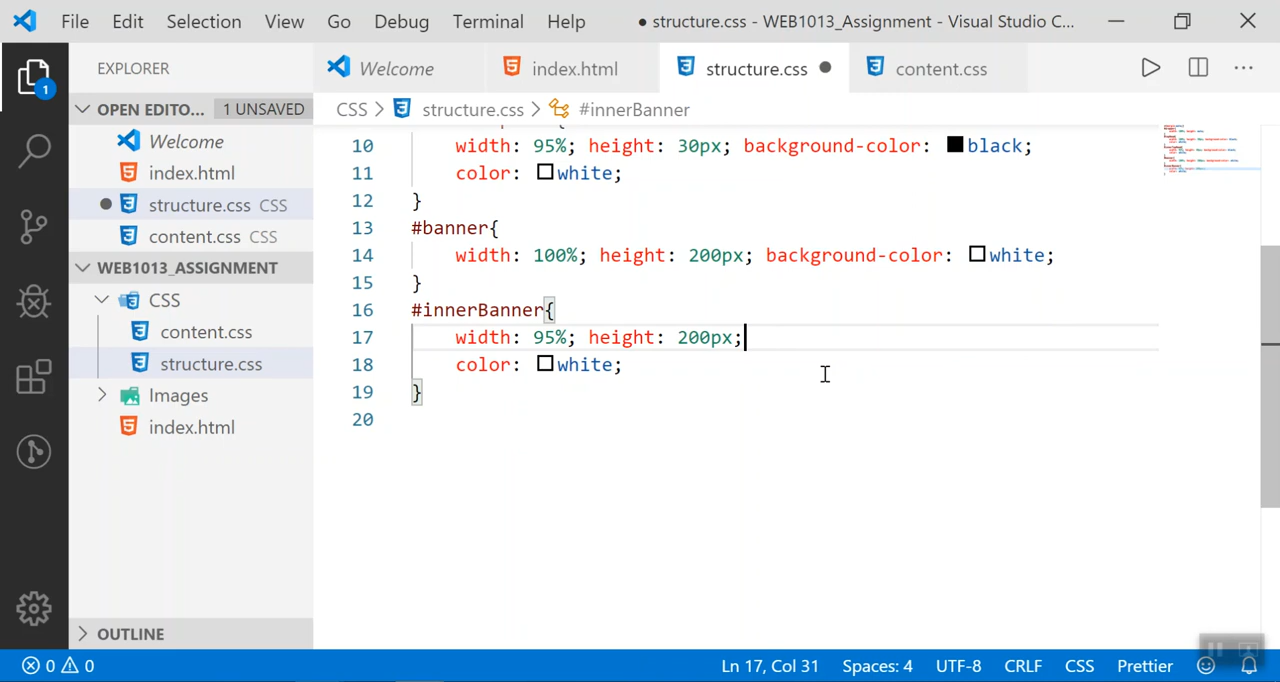 File Edit Selection View Go Debug Terminal Help ● structure.css - WEB1013_Assignment - Visual Studio C...
EXPLORER
Welcome index.html structure.css content.css ...
OPEN EDITO... 1 UNSAVED
CSS > structure.css > #innerBanner
Welcome
index.html
structure.css CSS
content.css CSS
WEB1013_ASSIGNMENT
CSS
content.css
structure.css
Images
index.html
OUTLINE
10 width: 95%; height: 30px; background-color: black;
11 color: white;
12 }
13 #banner{
14 width: 100%; height: 200px; background-color: white;
15 }
16 #innerBanner{
17 width: 95%; height: 200px;
18 color: white;
19 }
20
1
0 0 Ln 17, Col 31 Spaces: 4 UTF-8 CRLF CSS Prettier